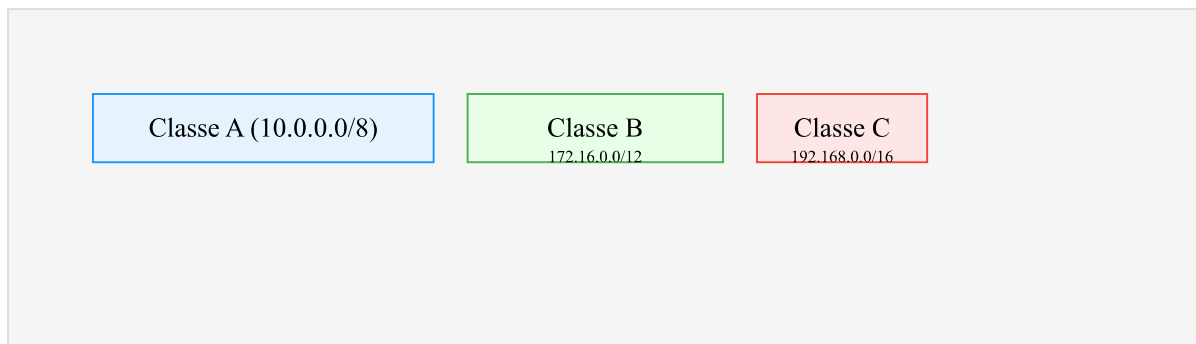 Classe A (10.0.0.0/8)
Classe B
172.16.0.0/12
Classe C
192.168.0.0/16